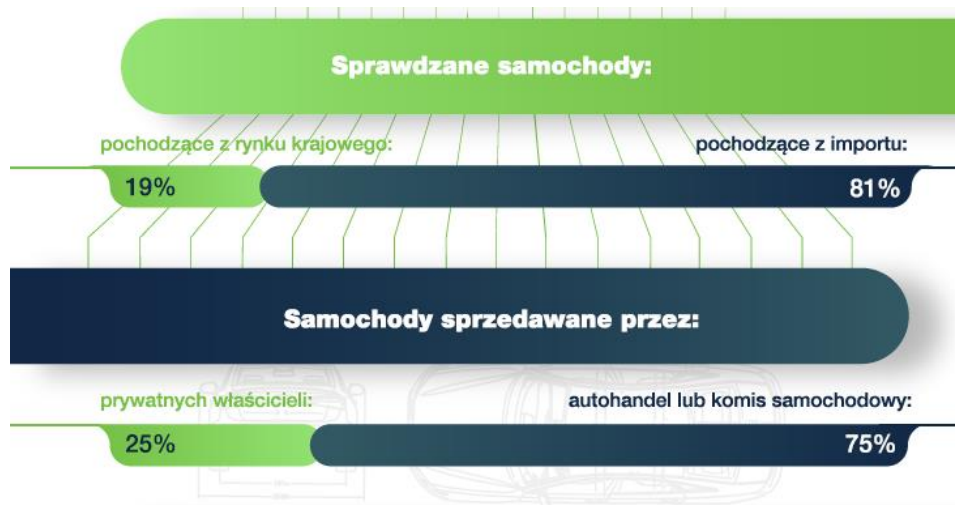 Sprawdzane samochody:
pochodzące z rynku krajowego: pochodzące z importu:
19% 81%
Samochody sprzedawane przez:
prywatnych właścicieli: autohandel lub komis samochodowy:
25% 75%